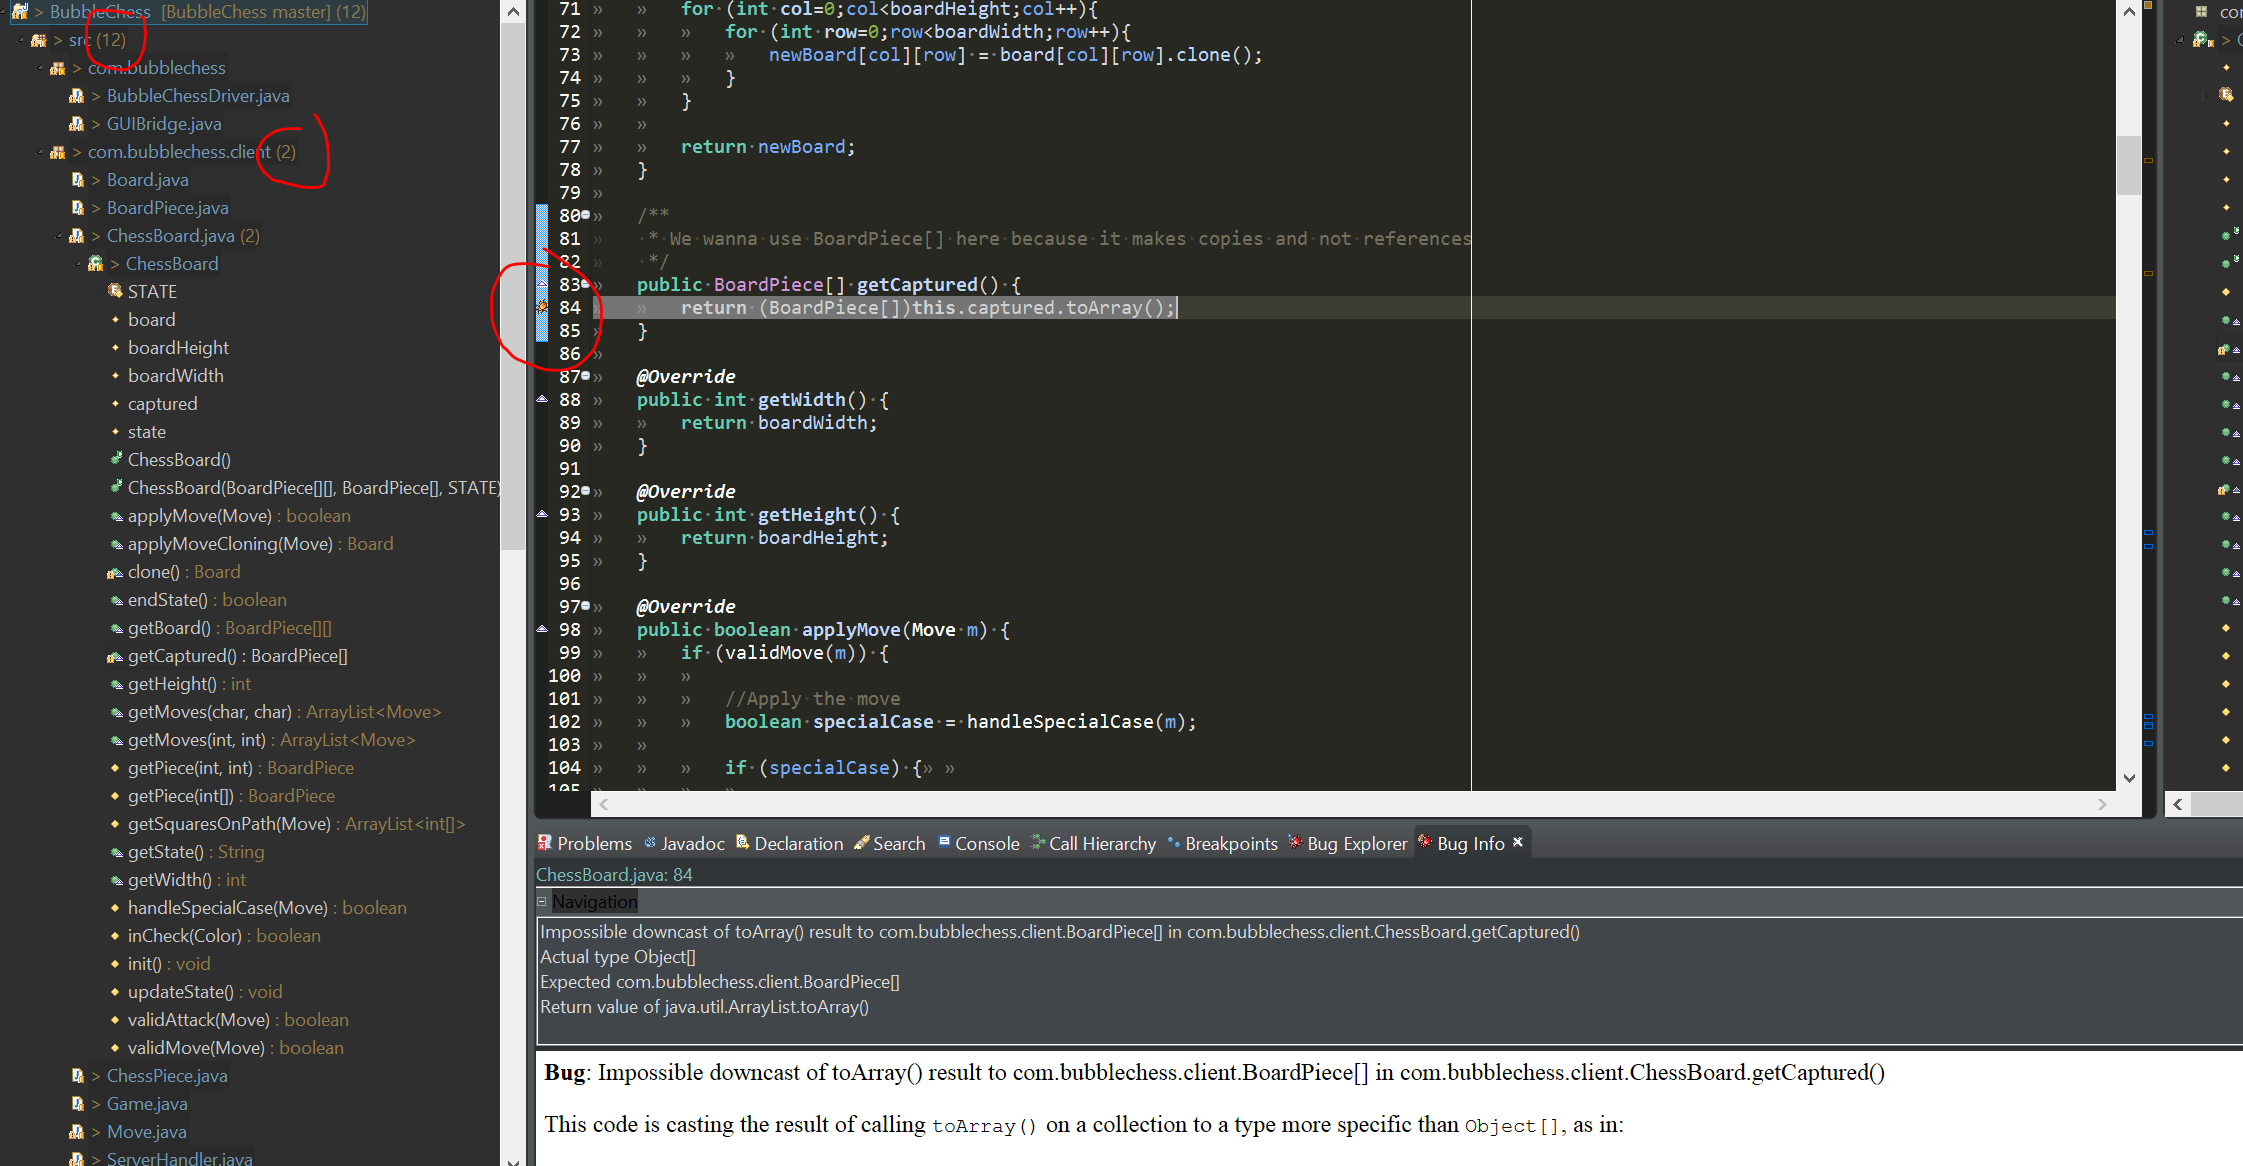 > BubbleChess [BubbleChess master] (12)
> src (12)
> com.bubblechess
> BubbleChessDriver.java
> GUIBridge.java
> com.bubblechess.client (2)
> Board.java
> BoardPiece.java
> ChessBoard.java (2)
> ChessBoard
STATE
board
boardHeight
boardWidth
captured
state
ChessBoard()
ChessBoard(BoardPiece[][], BoardPiece[], STATE)
applyMove(Move) : boolean
applyMoveCloning(Move) : Board
clone() : Board
endState() : boolean
getBoard() : BoardPiece[][]
getCaptured() : BoardPiece[]
getHeight() : int
getMoves(char, char) : ArrayList<Move>
getMoves(int, int) : ArrayList<Move>
getPiece(int, int) : BoardPiece
getPiece(int[]) : BoardPiece
getSquaresOnPath(Move) : ArrayList<int[]>
getState() : String
getWidth() : int
handleSpecialCase(Move) : boolean
inCheck(Color) : boolean
init() : void
updateState() : void
validAttack(Move) : boolean
validMove(Move) : boolean
> ChessPiece.java
> Game.java
> Move.java
> ServerHandler.java
71 for (int col=0;col<boardHeight;col++){
72 for (int row=0;row<boardWidth;row++){
73 newBoard[col][row] = board[col][row].clone();
74 }
75 }
76
77 return newBoard;
78 }
79
80 /**
81 * We wanna use BoardPiece[] here because it makes copies and not references
82 */
83 public BoardPiece[] getCaptured() {
84 return (BoardPiece[])this.captured.toArray();
85 }
86
87 @Override
88 public int getWidth() {
89 return boardWidth;
90 }
91
92 @Override
93 public int getHeight() {
94 return boardHeight;
95 }
96
97 @Override
98 public boolean applyMove(Move m) {
99 if (validMove(m)) {
100
101 //Apply the move
102 boolean specialCase = handleSpecialCase(m);
103
104 if (specialCase) {
105
Problems Javadoc Declaration Search Console Call Hierarchy Breakpoints Bug Explorer Bug Info
ChessBoard.java: 84
Navigation
Impossible downcast of toArray() result to com.bubblechess.client.BoardPiece[] in com.bubblechess.client.ChessBoard.getCaptured()
Actual type Object[]
Expected com.bubblechess.client.BoardPiece[]
Return value of java.util.ArrayList.toArray()
Bug: Impossible downcast of toArray() result to com.bubblechess.client.BoardPiece[] in com.bubblechess.client.ChessBoard.getCaptured()
This code is casting the result of calling toArray() on a collection to a type more specific than Object[], as in: